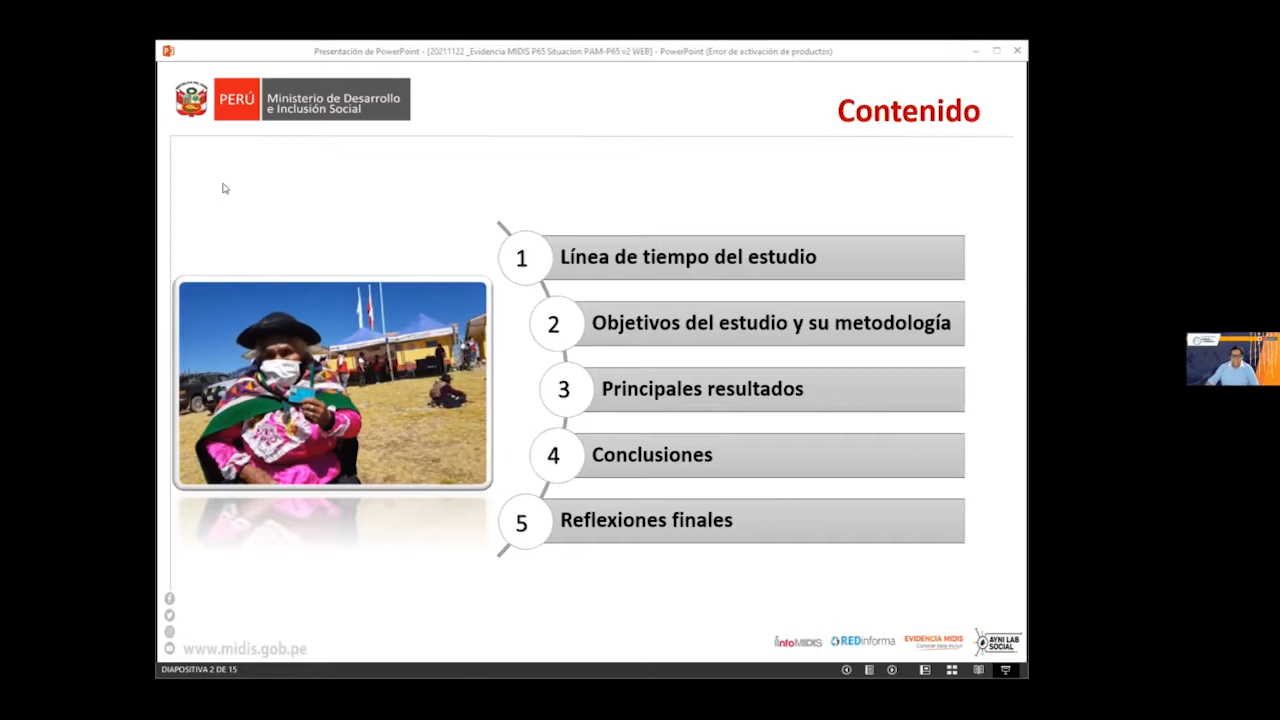 Presentación de PowerPoint - [20211122 _Evidencia MIDIS P65 Situacion PAM-P65 v2 WEB] - PowerPoint (Error de activación de productos)
PERÚ
Ministerio de Desarrollo
e Inclusión Social
Contenido
1 Línea de tiempo del estudio
2 Objetivos del estudio y su metodología
3 Principales resultados
4 Conclusiones
5 Reflexiones finales
www.midis.gob.pe
infoMIDIS
REDinforma
EVIDENCIA MIDIS
Conocer para incluir
AYNI LAB
SOCIAL
DIAPOSITIVA 2 DE 15